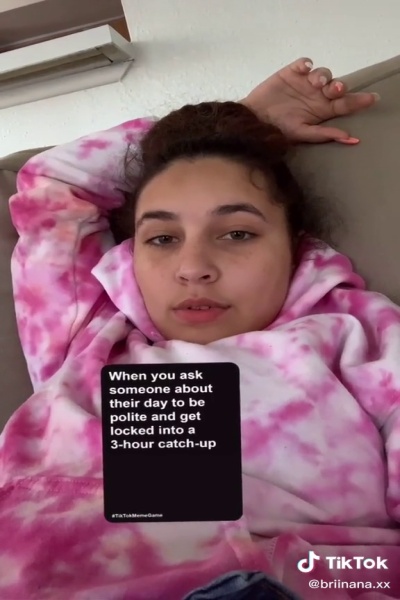 When you ask
someone about
their day to be
polite and get
locked into a
3-hour catch-up
#TikTokMemeGame
TikTok
@briinana.xx